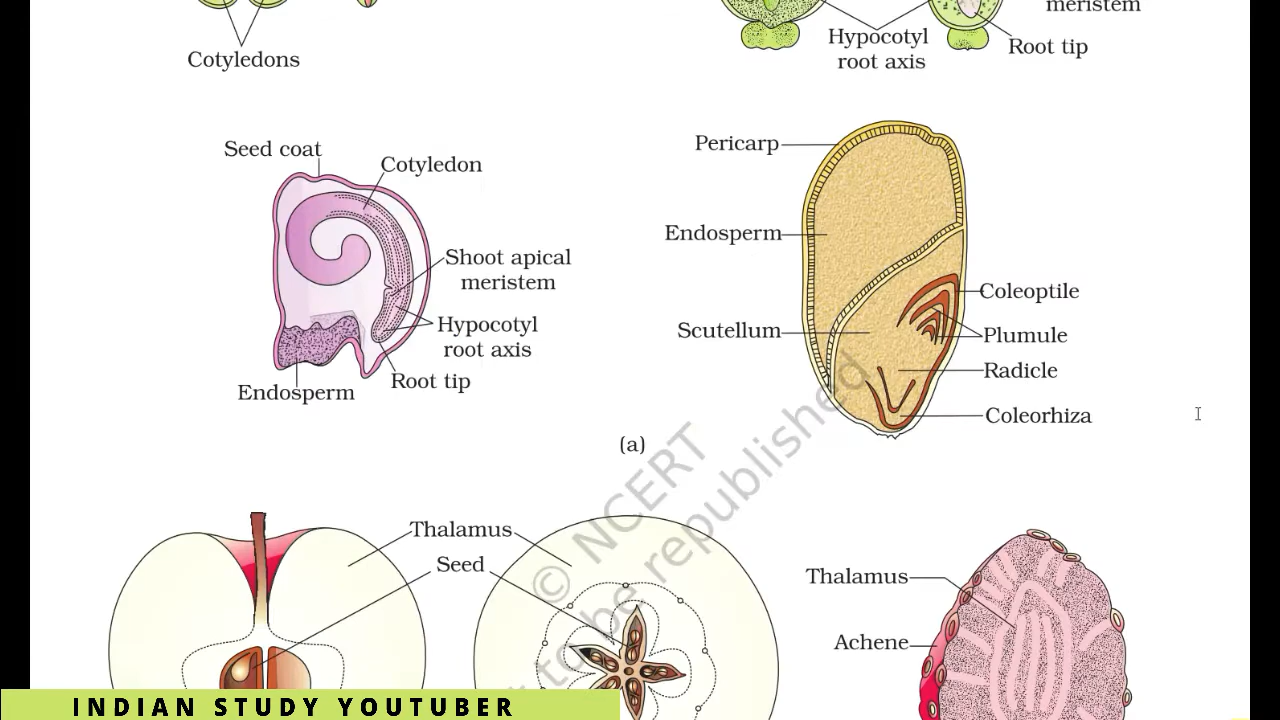 meristem
Hypocotyl
root axis
Root tip
Cotyledons
Seed coat
Cotyledon
Shoot apical
meristem
Hypocotyl
root axis
Root tip
Endosperm
Pericarp
Endosperm
Scutellum
Coleoptile
Plumule
Radicle
Coleorhiza
(a)
© NCERT
to be republished
Thalamus
Seed
Thalamus
Achene
INDIAN STUDY YOUTUBER